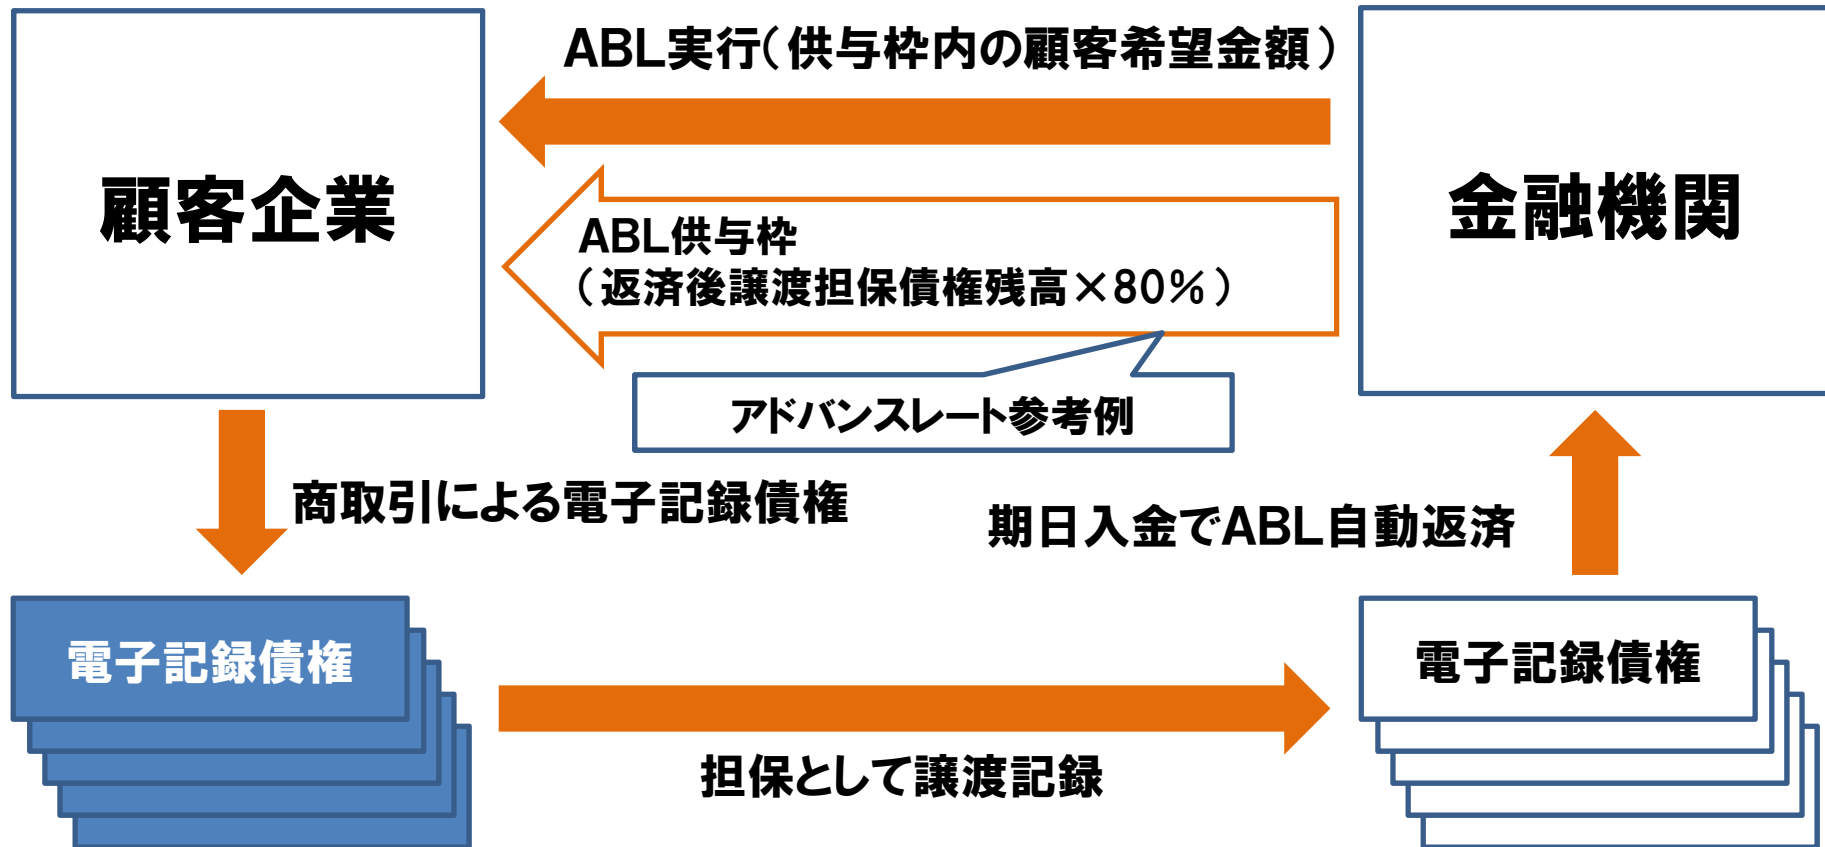 ABL実行(供与枠内の顧客希望金額)
顧客企業
金融機関
ABL供与枠
(返済後譲渡担保債権残高×80%)
アドバンスレート参考例
商取引による電子記録債権
期日入金でABL自動返済
電子記録債権
電子記録債権
担保として譲渡記録